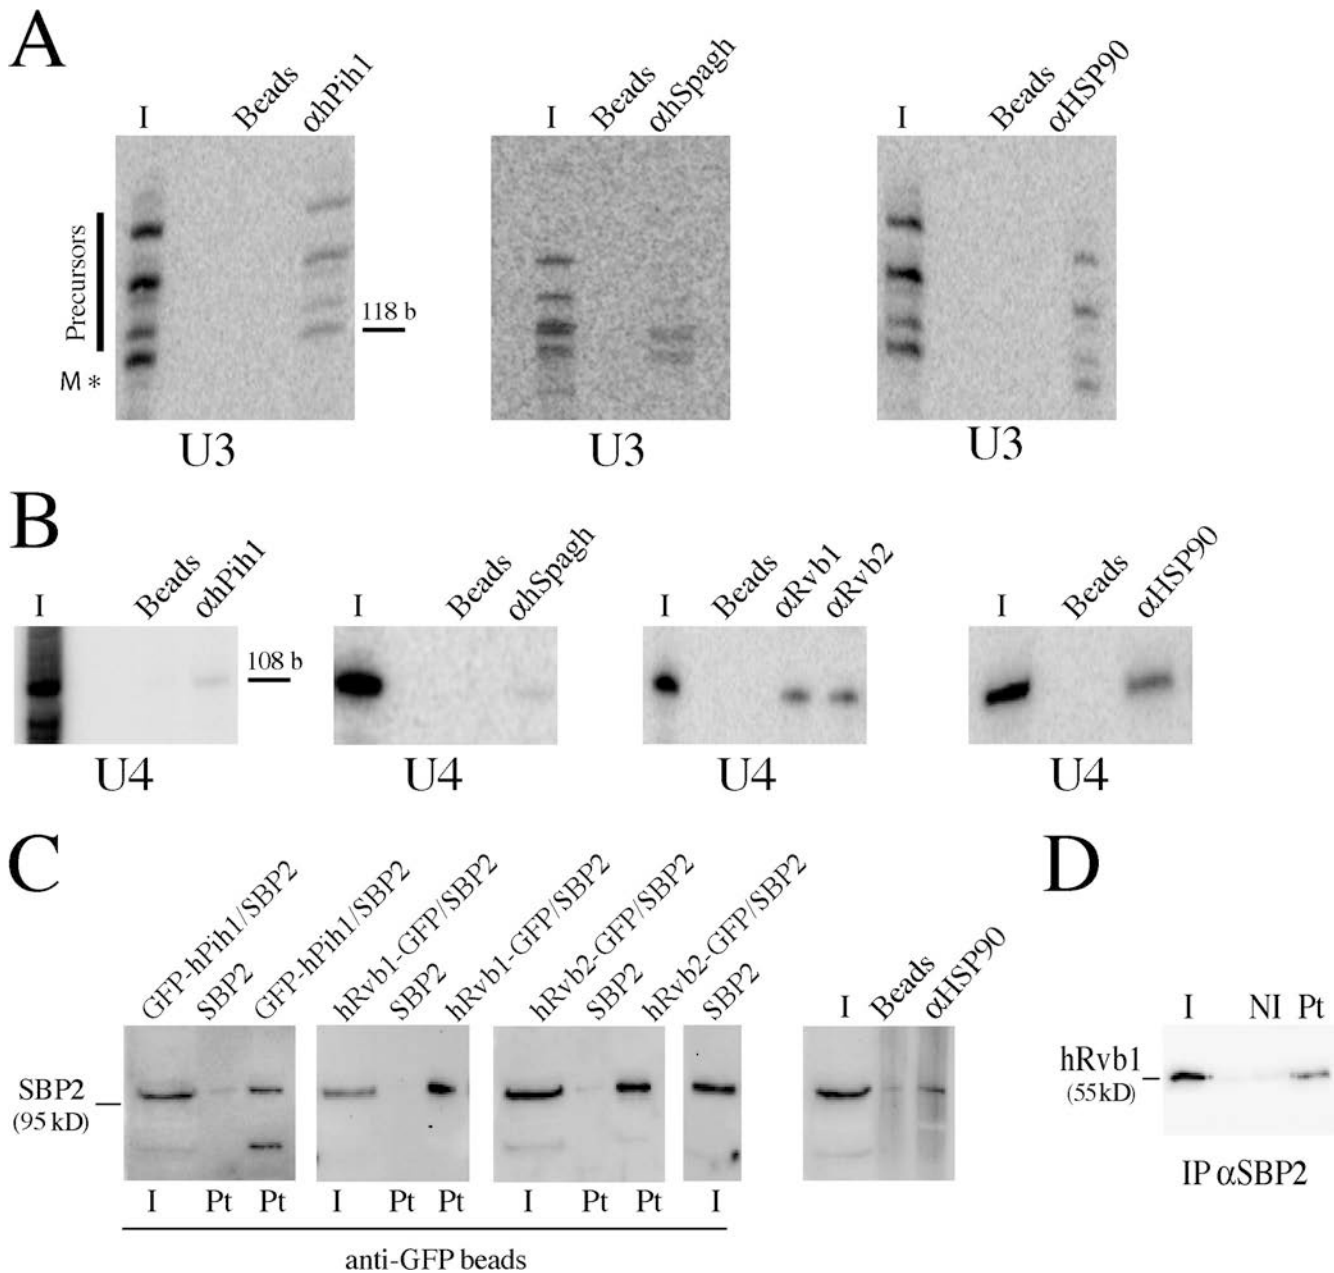 A
I Beads αhPih1
I Beads αhSpagh
I Beads αHSP90
Precursors
118 b
M *
U3
U3
U3
B
I Beads αhPih1
I Beads αhSpagh
I Beads αRvb1 αRvb2
I Beads αHSP90
108 b
U4
U4
U4
U4
C
GFP-hPih1/SBP2 SBP2 GFP-hPih1/SBP2 hRvb1-GFP/SBP2 SBP2 hRvb1-GFP/SBP2 hRvb2-GFP/SBP2 SBP2 hRvb2-GFP/SBP2 SBP2
I Beads αHSP90
SBP2
(95 kD)
I Pt Pt I Pt Pt I Pt Pt I
anti-GFP beads
D
I NI Pt
hRvb1
(55kD)
IP αSBP2